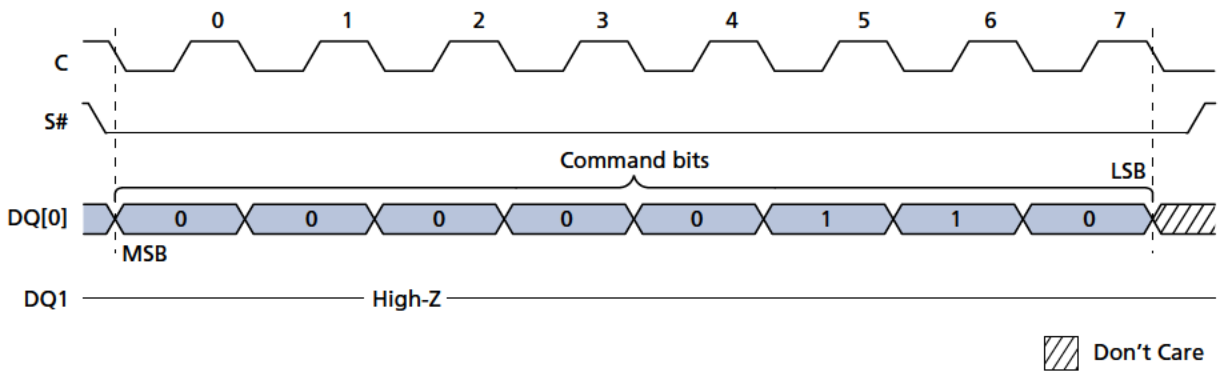 0 1 2 3 4 5 6 7
C
S#
Command bits
LSB
DQ[0] 0 0 0 0 0 1 1 0
MSB
DQ1 High-Z
Don't Care